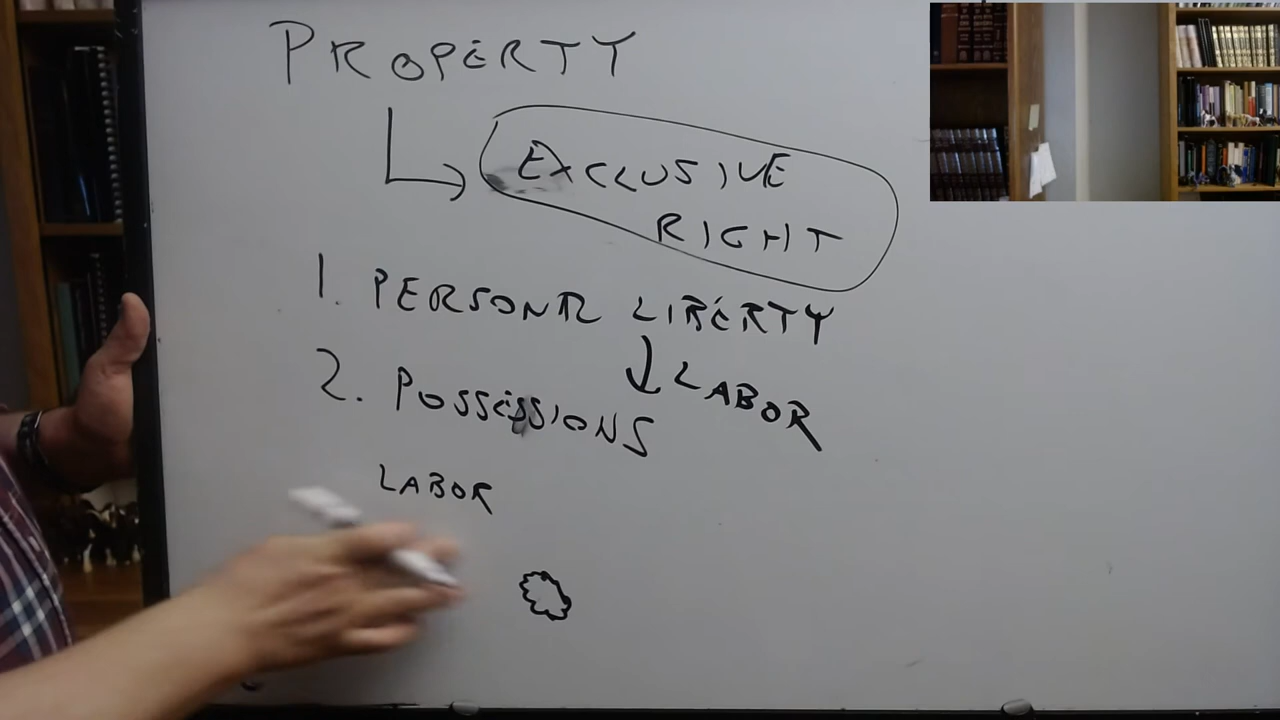 PROPERTY
EXCLUSIVE
RIGHT
1. PERSONAL LIBERTY
2. POSSESSIONS
LABOR
LABOR